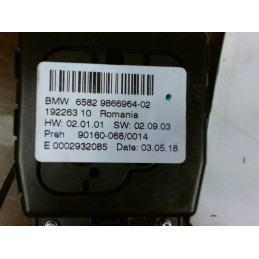 BMW 6582 9866964-02
192263 10 Romania
HW: 02.01.01 SW: 02.09.03
Preh 90160-068/0014
E 0002932085 Date: 03.05.18